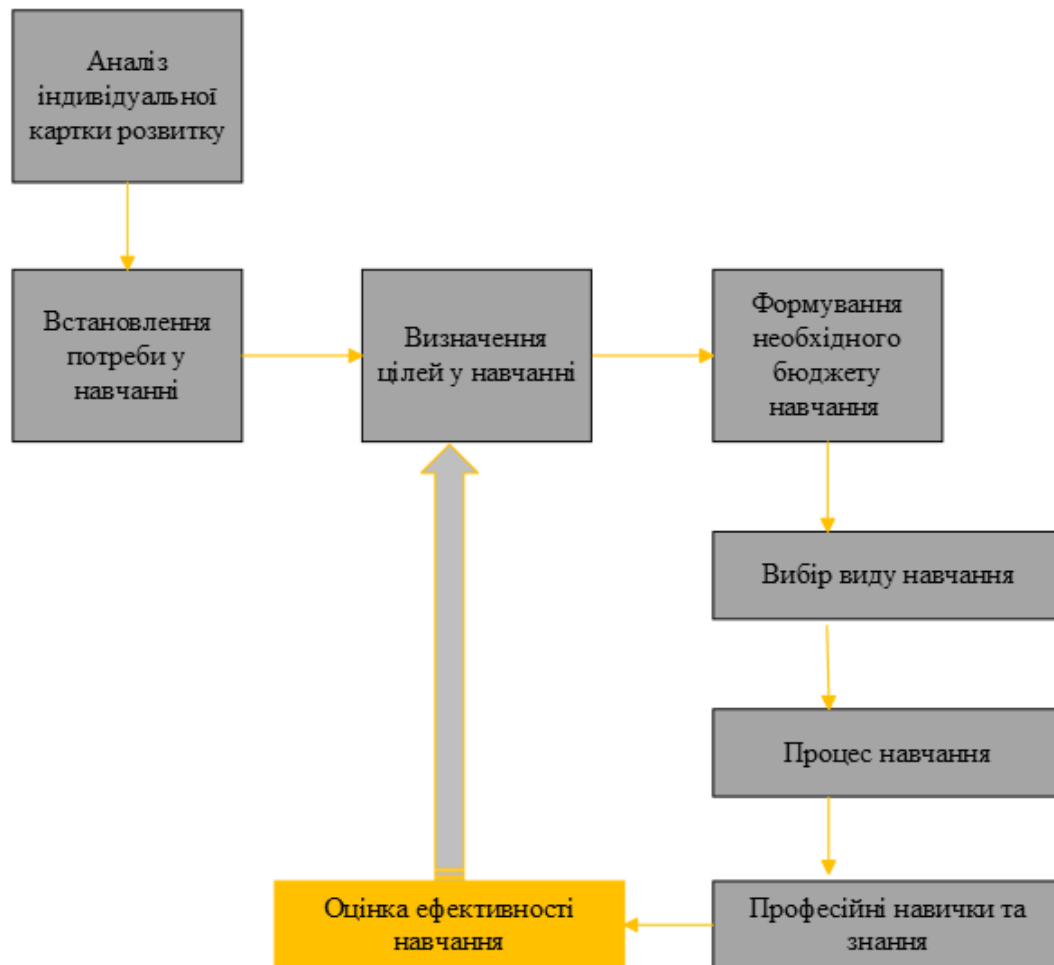 Аналіз
індивідуальної
картки розвитку
Встановлення
потреби у
навчанні
Визначення
цілей у навчанні
Формування
необхідного
бюджету
навчання
Вибір виду навчання
Процес навчання
Професійні навички та
знання
Оцінка ефективності
навчання